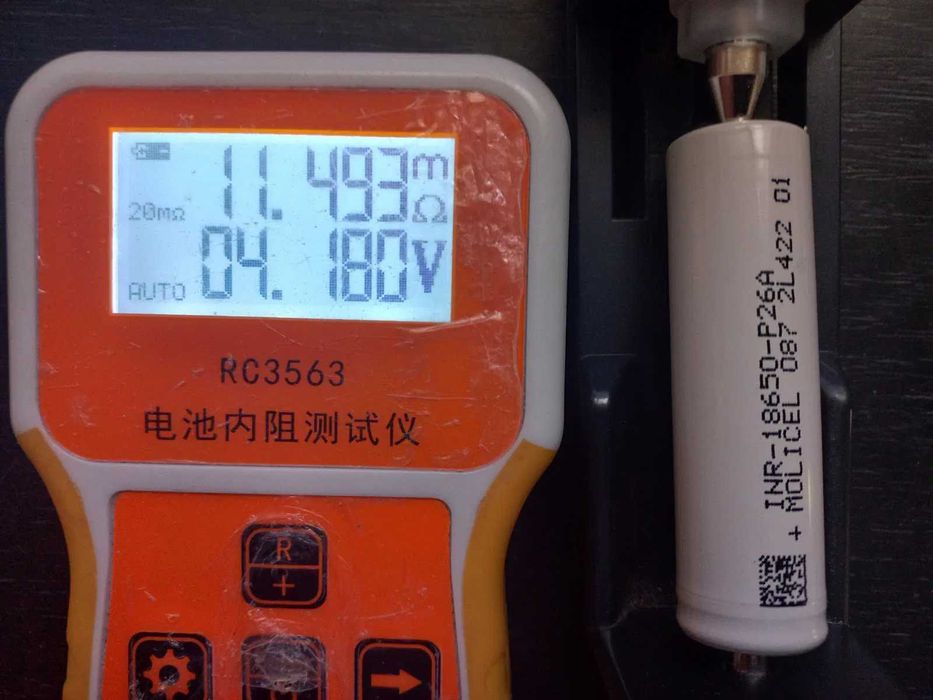 11.493mΩ
20mΩ
04.180V
AUTO
RC3563
电池内阻测试仪
R
+
INR-18650-P26A
+ MOLICEL 087 2L422 01